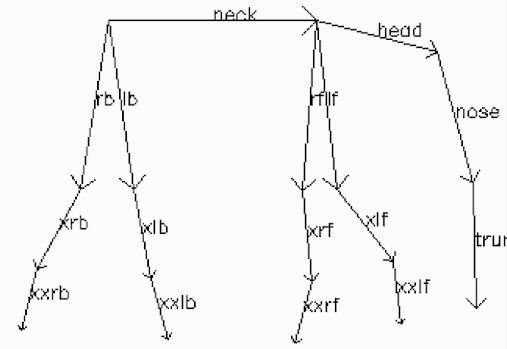 neck
head
rb lb
rf lf
nose
xrb
xlb
xrf
xlf
trun
xxrb
xxlb
xxrf
xxlf